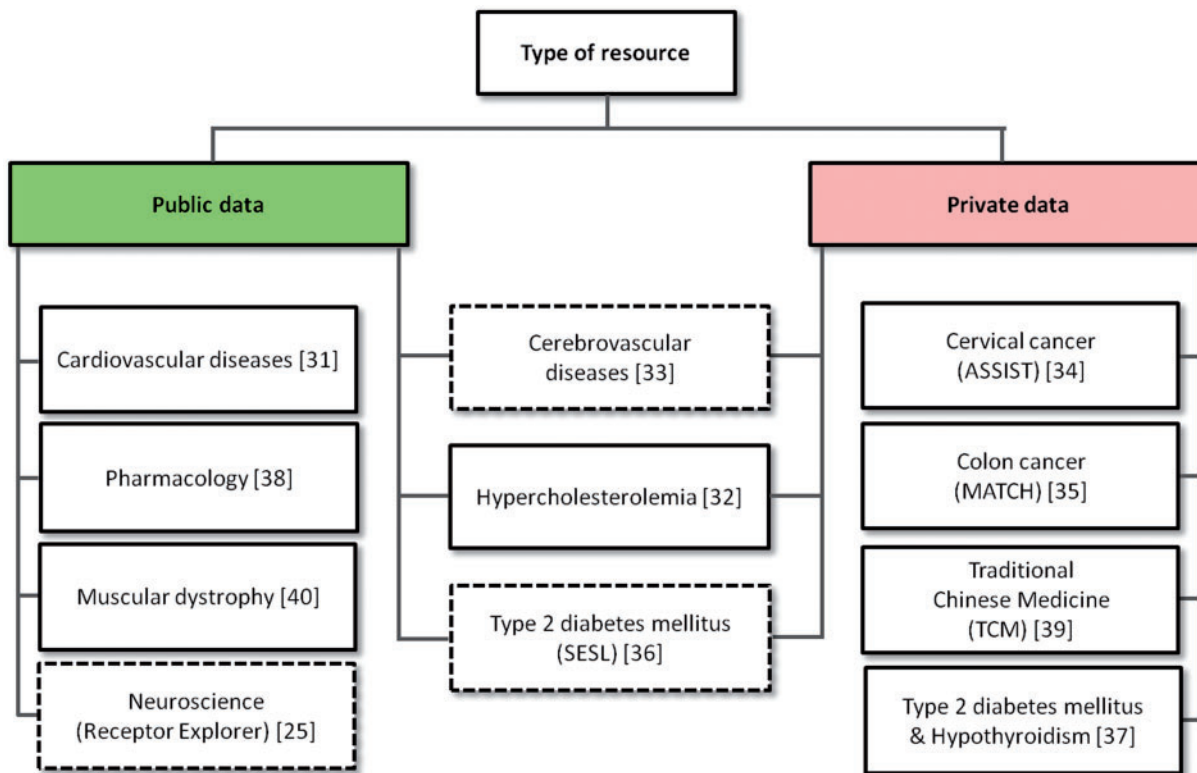 Type of resource
Public data
Private data
Cardiovascular diseases [31]
Pharmacology [38]
Muscular dystrophy [40]
Neuroscience
(Receptor Explorer) [25]
Cerebrovascular
diseases [33]
Hypercholesterolemia [32]
Type 2 diabetes mellitus
(SESL) [36]
Cervical cancer
(ASSIST) [34]
Colon cancer
(MATCH) [35]
Traditional
Chinese Medicine
(TCM) [39]
Type 2 diabetes mellitus
& Hypothyroidism [37]